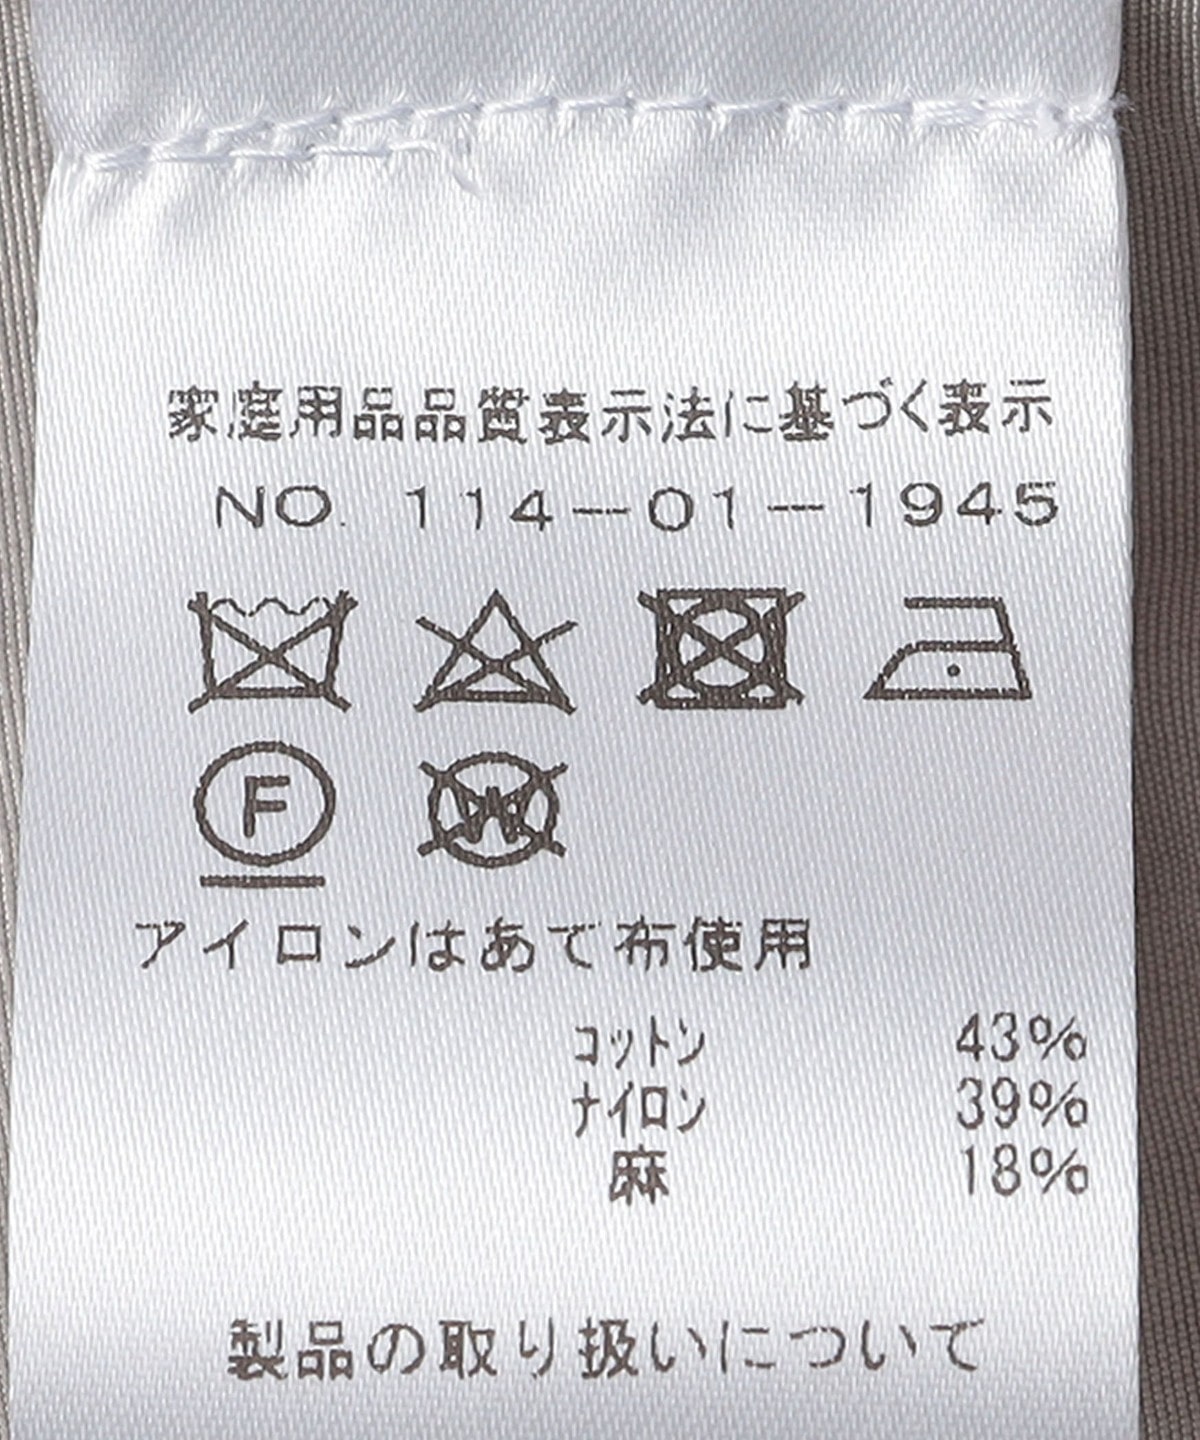 家庭用品品質表示法に基づく表示
NO. 114-01-1945
F
W
アイロンはあて布使用
コットン 43%
ナイロン 39%
麻 18%
製品の取り扱いについて